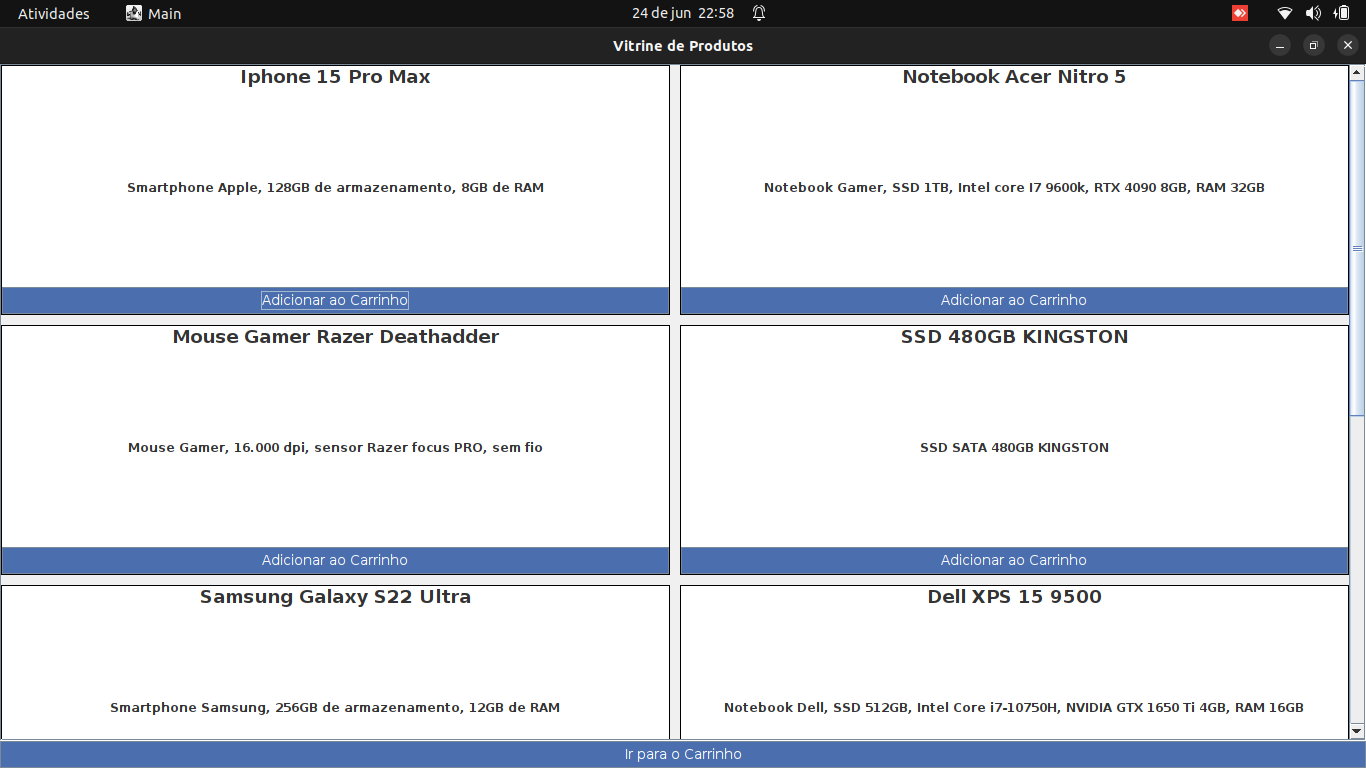 Atividades Main 24 de jun 22:58
Vitrine de Produtos
Iphone 15 Pro Max
Smartphone Apple, 128GB de armazenamento, 8GB de RAM
Adicionar ao Carrinho
Notebook Acer Nitro 5
Notebook Gamer, SSD 1TB, Intel core I7 9600k, RTX 4090 8GB, RAM 32GB
Adicionar ao Carrinho
Mouse Gamer Razer Deathadder
Mouse Gamer, 16.000 dpi, sensor Razer focus PRO, sem fio
Adicionar ao Carrinho
SSD 480GB KINGSTON
SSD SATA 480GB KINGSTON
Adicionar ao Carrinho
Samsung Galaxy S22 Ultra
Smartphone Samsung, 256GB de armazenamento, 12GB de RAM
Dell XPS 15 9500
Notebook Dell, SSD 512GB, Intel Core i7-10750H, NVIDIA GTX 1650 Ti 4GB, RAM 16GB
Ir para o Carrinho